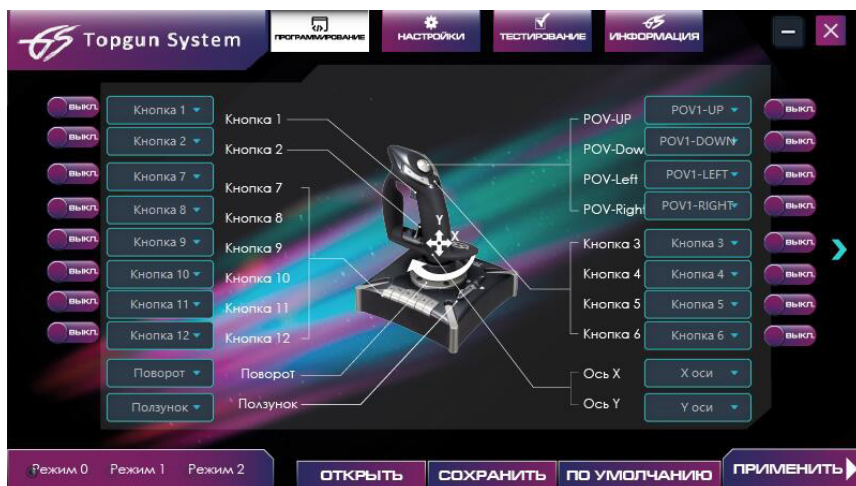 Topgun System
ПРОГРАММИРОВАНИЕ
НАСТРОЙКИ
ТЕСТИРОВАНИЕ
ИНФОРМАЦИЯ
ВЫКЛ. Кнопка 1 Кнопка 1 POV-UP POV1-UP ВЫКЛ.
ВЫКЛ. Кнопка 2 Кнопка 2 POV-Dow POV1-DOWN ВЫКЛ.
ВЫКЛ. Кнопка 7 Кнопка 7 POV-Left POV1-LEFT ВЫКЛ.
ВЫКЛ. Кнопка 8 Кнопка 8 POV-Right POV1-RIGHT ВЫКЛ.
Y
X
ВЫКЛ. Кнопка 9 Кнопка 9 Кнопка 3 Кнопка 3 ВЫКЛ.
ВЫКЛ. Кнопка 10 Кнопка 10 Кнопка 4 Кнопка 4 ВЫКЛ.
ВЫКЛ. Кнопка 11 Кнопка 11 Кнопка 5 Кнопка 5 ВЫКЛ.
ВЫКЛ. Кнопка 12 Кнопка 12 Кнопка 6 Кнопка 6 ВЫКЛ.
Поворот Поворот Ось X X оси
Ползунок Ползунок Ось Y Y оси
Режим 0 Режим 1 Режим 2
ОТКРЫТЬ СОХРАНИТЬ ПО УМОЛЧАНИЮ ПРИМЕНИТЬ